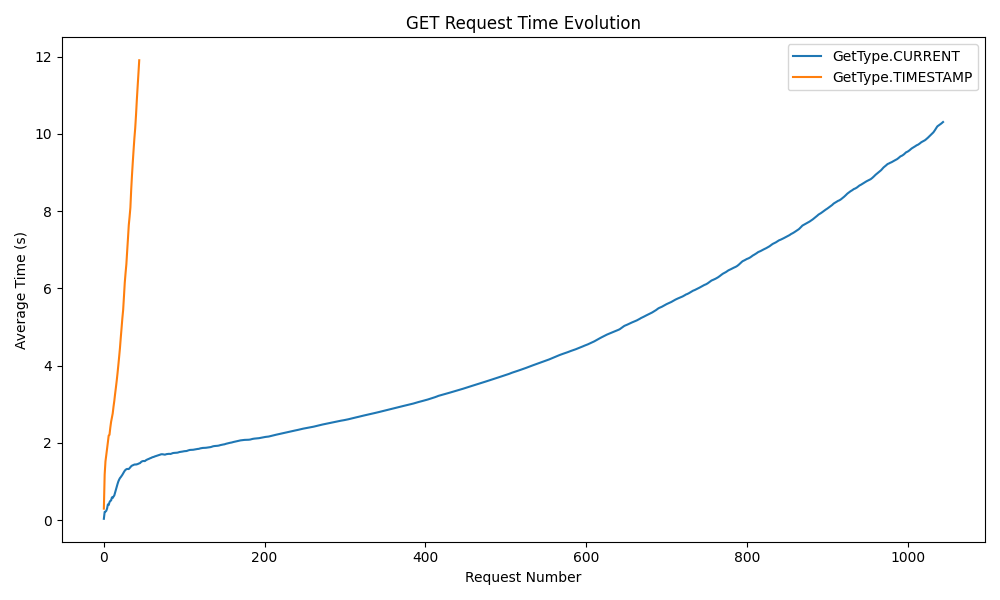 GET Request Time Evolution
GetType.CURRENT
GetType.TIMESTAMP
Average Time (s)
12
10
8
6
4
2
0
0 200 400 600 800 1000
Request Number